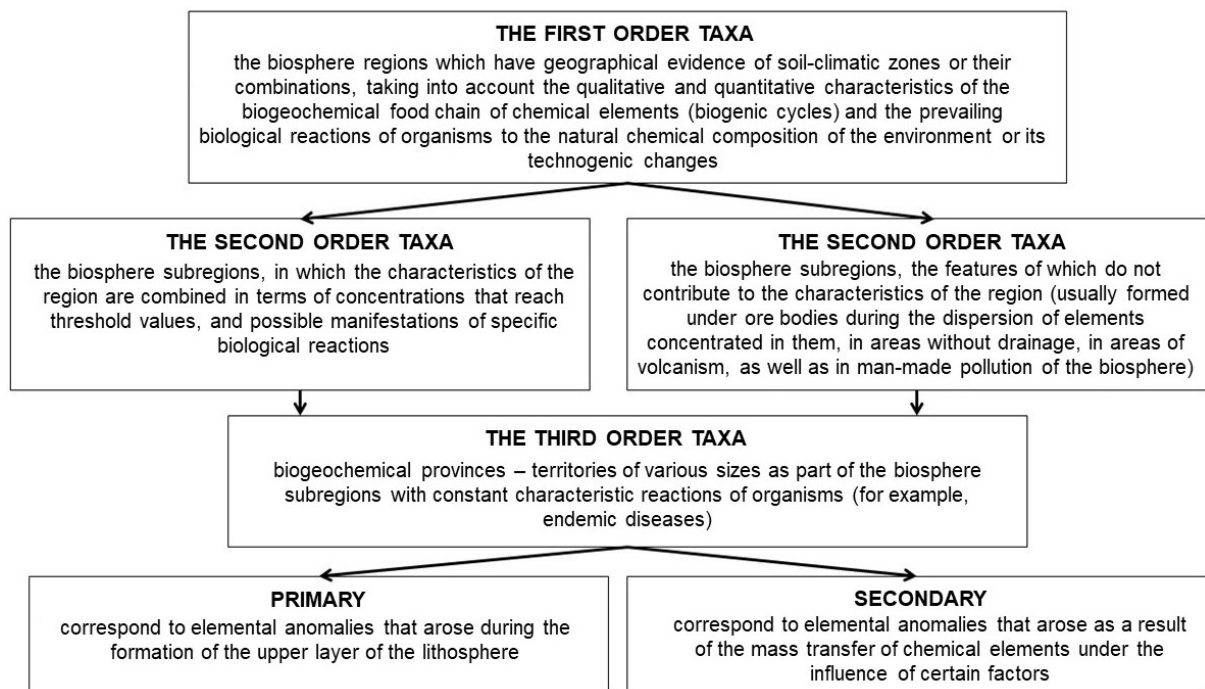 THE FIRST ORDER TAXA
the biosphere regions which have geographical evidence of soil-climatic zones or their
combinations, taking into account the qualitative and quantitative characteristics of the
biogeochemical food chain of chemical elements (biogenic cycles) and the prevailing
biological reactions of organisms to the natural chemical composition of the environment or its
technogenic changes
THE SECOND ORDER TAXA
the biosphere subregions, in which the characteristics of the
region are combined in terms of concentrations that reach
threshold values, and possible manifestations of specific
biological reactions
THE SECOND ORDER TAXA
the biosphere subregions, the features of which do not
contribute to the characteristics of the region (usually formed
under ore bodies during the dispersion of elements
concentrated in them, in areas without drainage, in areas of
volcanism, as well as in man-made pollution of the biosphere)
THE THIRD ORDER TAXA
biogeochemical provinces – territories of various sizes as part of the biosphere
subregions with constant characteristic reactions of organisms (for example,
endemic diseases)
PRIMARY
correspond to elemental anomalies that arose during the
formation of the upper layer of the lithosphere
SECONDARY
correspond to elemental anomalies that arose as a result
of the mass transfer of chemical elements under the
influence of certain factors